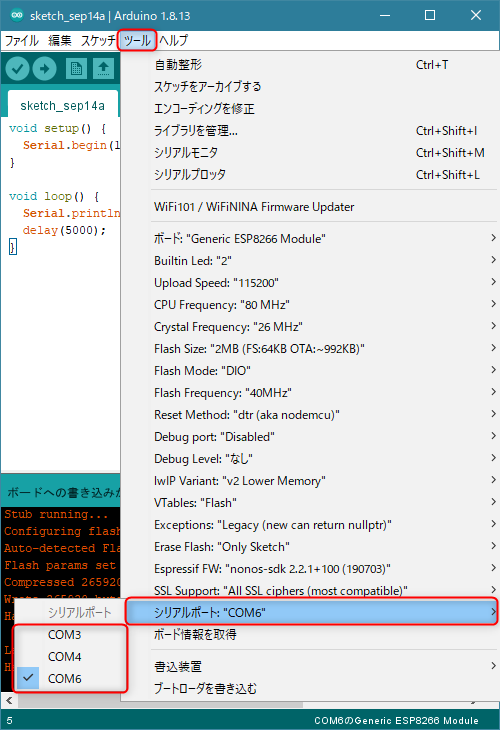 sketch_sep14a | Arduino 1.8.13
ファイル 編集 スケッチ ツール ヘルプ
sketch_sep14a
void setup() {
Serial.begin(
}
void loop() {
Serial.println
delay(5000);
}
自動整形 Ctrl+T
スケッチをアーカイブする
エンコーディングを修正
ライブラリを管理... Ctrl+Shift+I
シリアルモニタ Ctrl+Shift+M
シリアルプロッタ Ctrl+Shift+L
WiFi101 / WiFiNINA Firmware Updater
ボード: "Generic ESP8266 Module"
Builtin Led: "2"
Upload Speed: "115200"
CPU Frequency: "80 MHz"
Crystal Frequency: "26 MHz"
Flash Size: "2MB (FS:64KB OTA:~992KB)"
Flash Mode: "DIO"
Flash Frequency: "40MHz"
Reset Method: "dtr (aka nodemcu)"
Debug port: "Disabled"
Debug Level: "なし"
lwIP Variant: "v2 Lower Memory"
VTables: "Flash"
Exceptions: "Legacy (new can return nullptr)"
Erase Flash: "Only Sketch"
Espressif FW: "nonos-sdk 2.2.1+100 (190703)"
SSL Support: "All SSL ciphers (most compatible)"
シリアルポート: "COM6"
ボード情報を取得
書込装置
ブートローダを書き込む
ボードへの書き込みが
Stub running...
Configuring flash
Auto-detected Fla
Flash params set
Compressed 265920
シリアルポート
COM3
COM4
COM6
5 COM6のGeneric ESP8266 Module